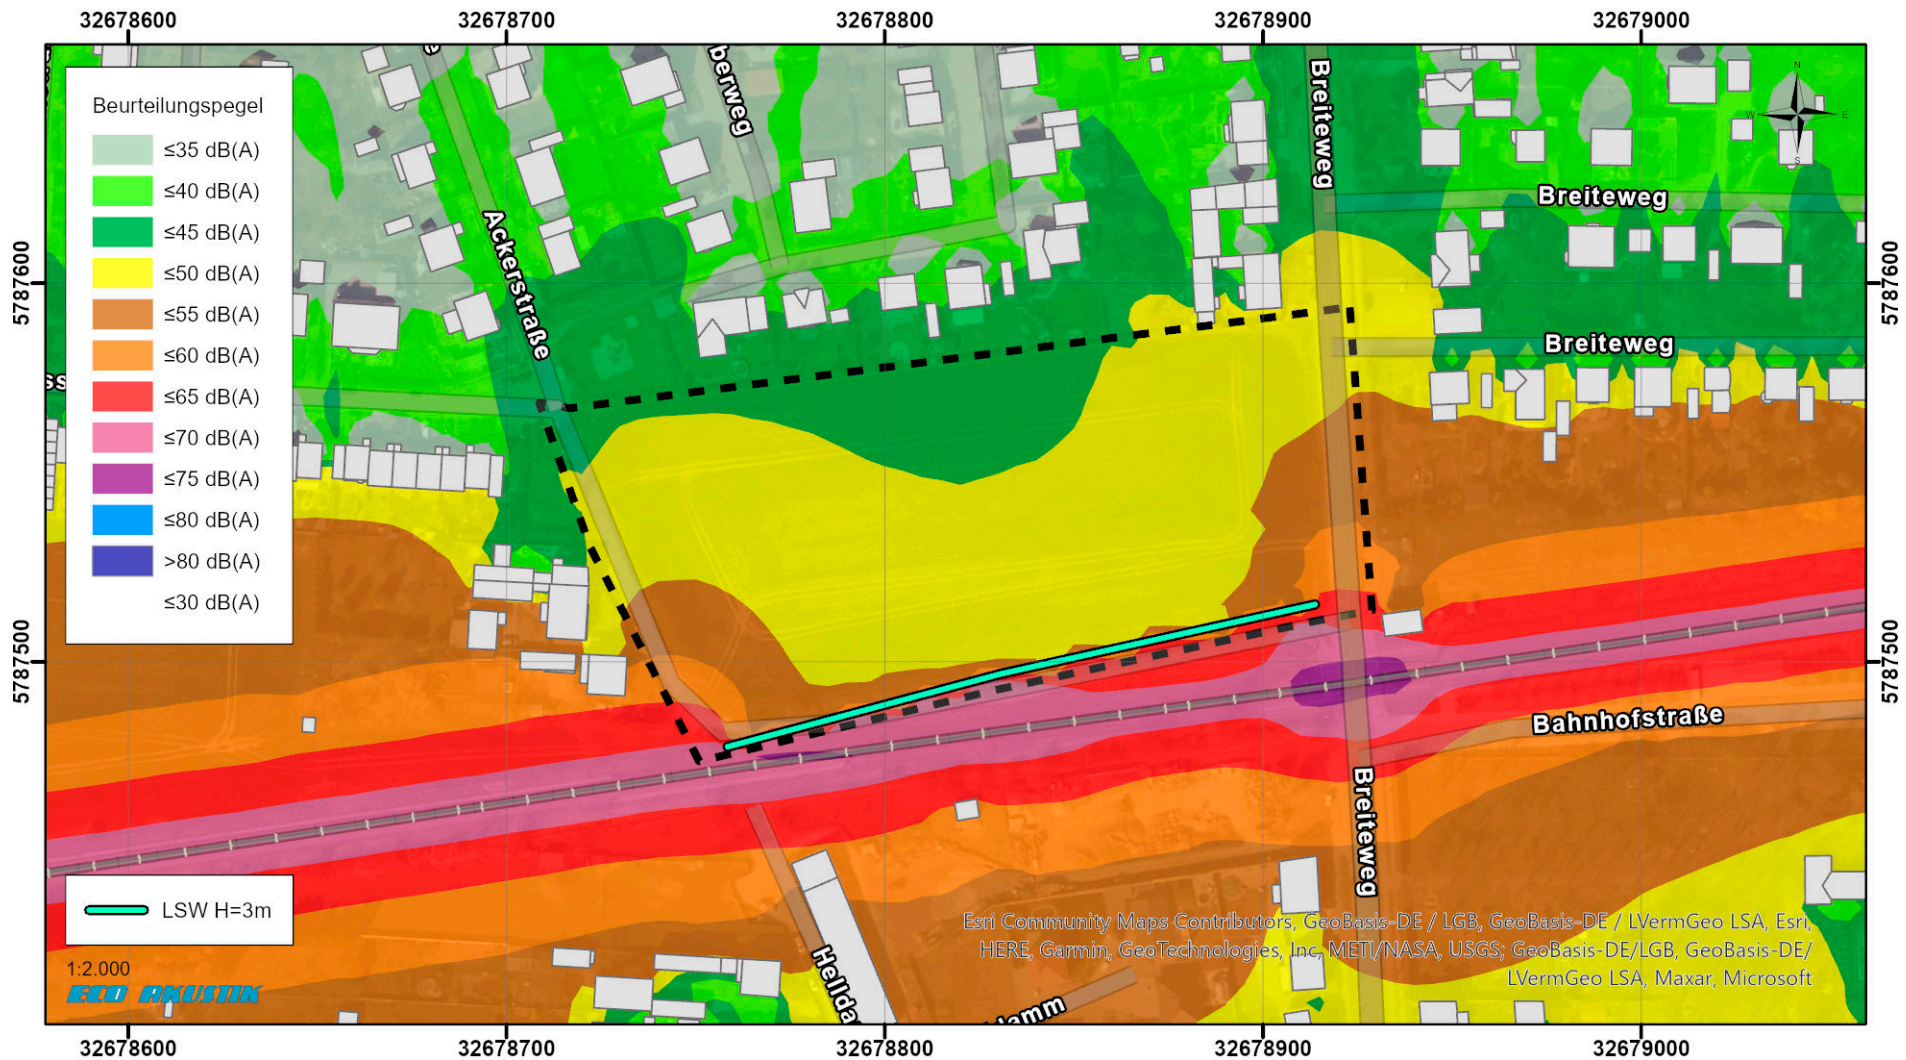 32678600 32678700 32678800 32678900 32679000
Beurteilungspegel
≤35 dB(A)
≤40 dB(A)
≤45 dB(A)
≤50 dB(A)
≤55 dB(A)
≤60 dB(A)
≤65 dB(A)
≤70 dB(A)
≤75 dB(A)
≤80 dB(A)
>80 dB(A)
≤30 dB(A)
LSW H=3m
1:2.000
ECO AKUSTIK
5787600
5787500
Ackerstraße
berweg
Breiteweg
Breiteweg
Breiteweg
N
W E
S
5787600
5787500
Bahnhofstraße
Breiteweg
Hellda
damm
Esri Community Maps Contributors, GeoBasis-DE / LGB, GeoBasis-DE / LVermGeo LSA, Esri,
HERE, Garmin, GeoTechnologies, Inc, METI/NASA, USGS; GeoBasis-DE/LGB, GeoBasis-DE/
LVermGeo LSA, Maxar, Microsoft
32678600 32678700 32678800 32678900 32679000